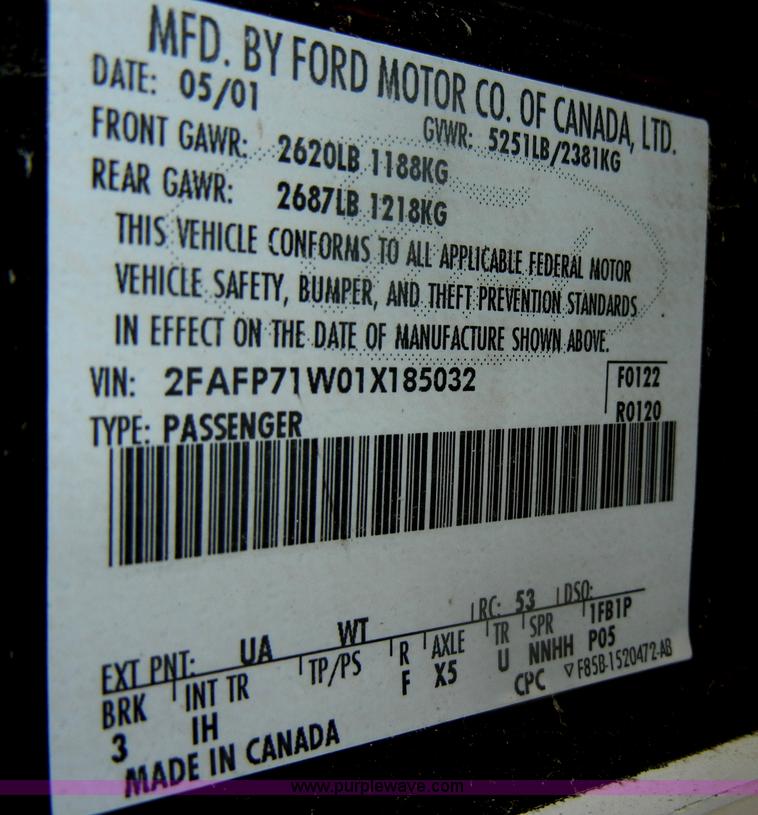 MFD. BY FORD MOTOR CO. OF CANADA, LTD.
DATE: 05/01 GVWR: 5251LB/2381KG
FRONT GAWR: 2620LB 1188KG
REAR GAWR: 2687LB 1218KG
THIS VEHICLE CONFORMS TO ALL APPLICABLE FEDERAL MOTOR
VEHICLE SAFETY, BUMPER, AND THEFT PREVENTION STANDARDS
IN EFFECT ON THE DATE OF MANUFACTURE SHOWN ABOVE.
VIN: 2FAFP71W01X185032 F0122
TYPE: PASSENGER R0120
EXT PNT: UA WT RC: 53 DSO:
BRK INT TR TP/PS R AXLE TR SPR 1FB1P
3 IH F X5 U NNHH P05
CPC ▽F85B-1520472-AB
MADE IN CANADA
www.purplewave.com